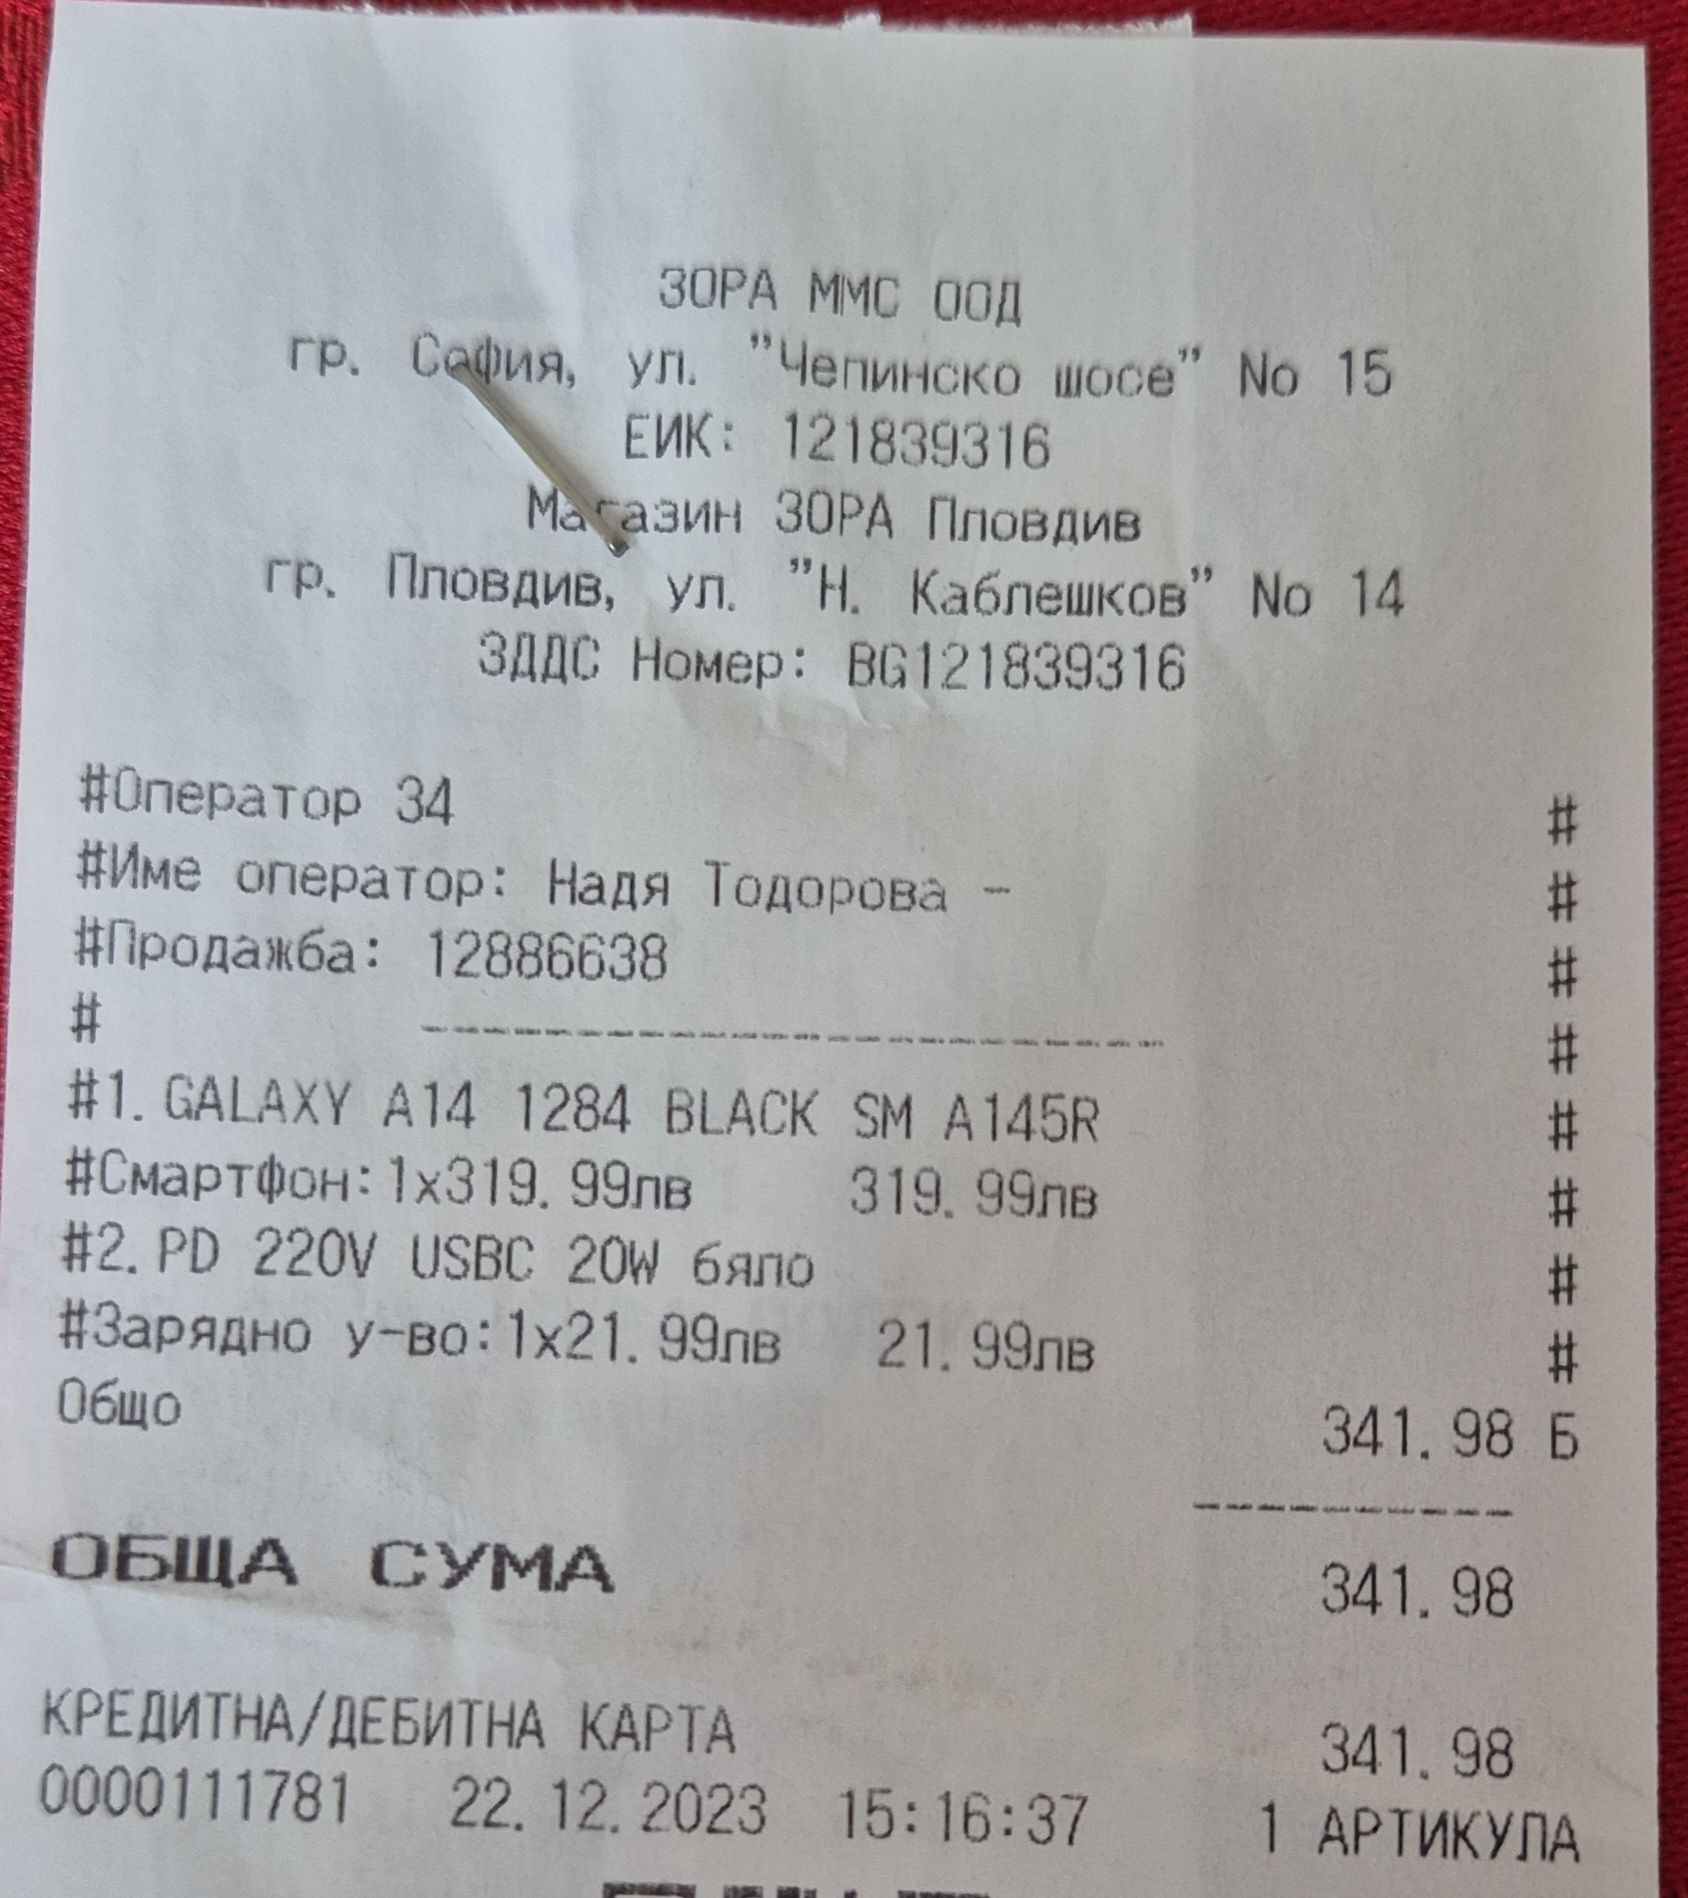 ЗОРА ММС ООД
гр. София, ул. "Чепинско шосе" No 15
ЕИК: 121839316
Магазин ЗОРА Пловдив
гр. Пловдив, ул. "Н. Каблешков" No 14
ЗДДС Номер: BG121839316
#Оператор 34 #
#Име оператор: Надя Тодорова - #
#Продажба: 12886638 #
# ------------------------ #
#1. GALAXY A14 1284 BLACK SM A145R #
#Смартфон:1x319.99лв 319.99лв #
#2. PD 220V USBC 20W бяло #
#Зарядно у-во:1x21.99лв 21.99лв #
Общо 341.98 Б
----------
ОБЩА СУМА 341.98
КРЕДИТНА/ДЕБИТНА КАРТА 341.98
0000111781 22.12.2023 15:16:37 1 АРТИКУЛА